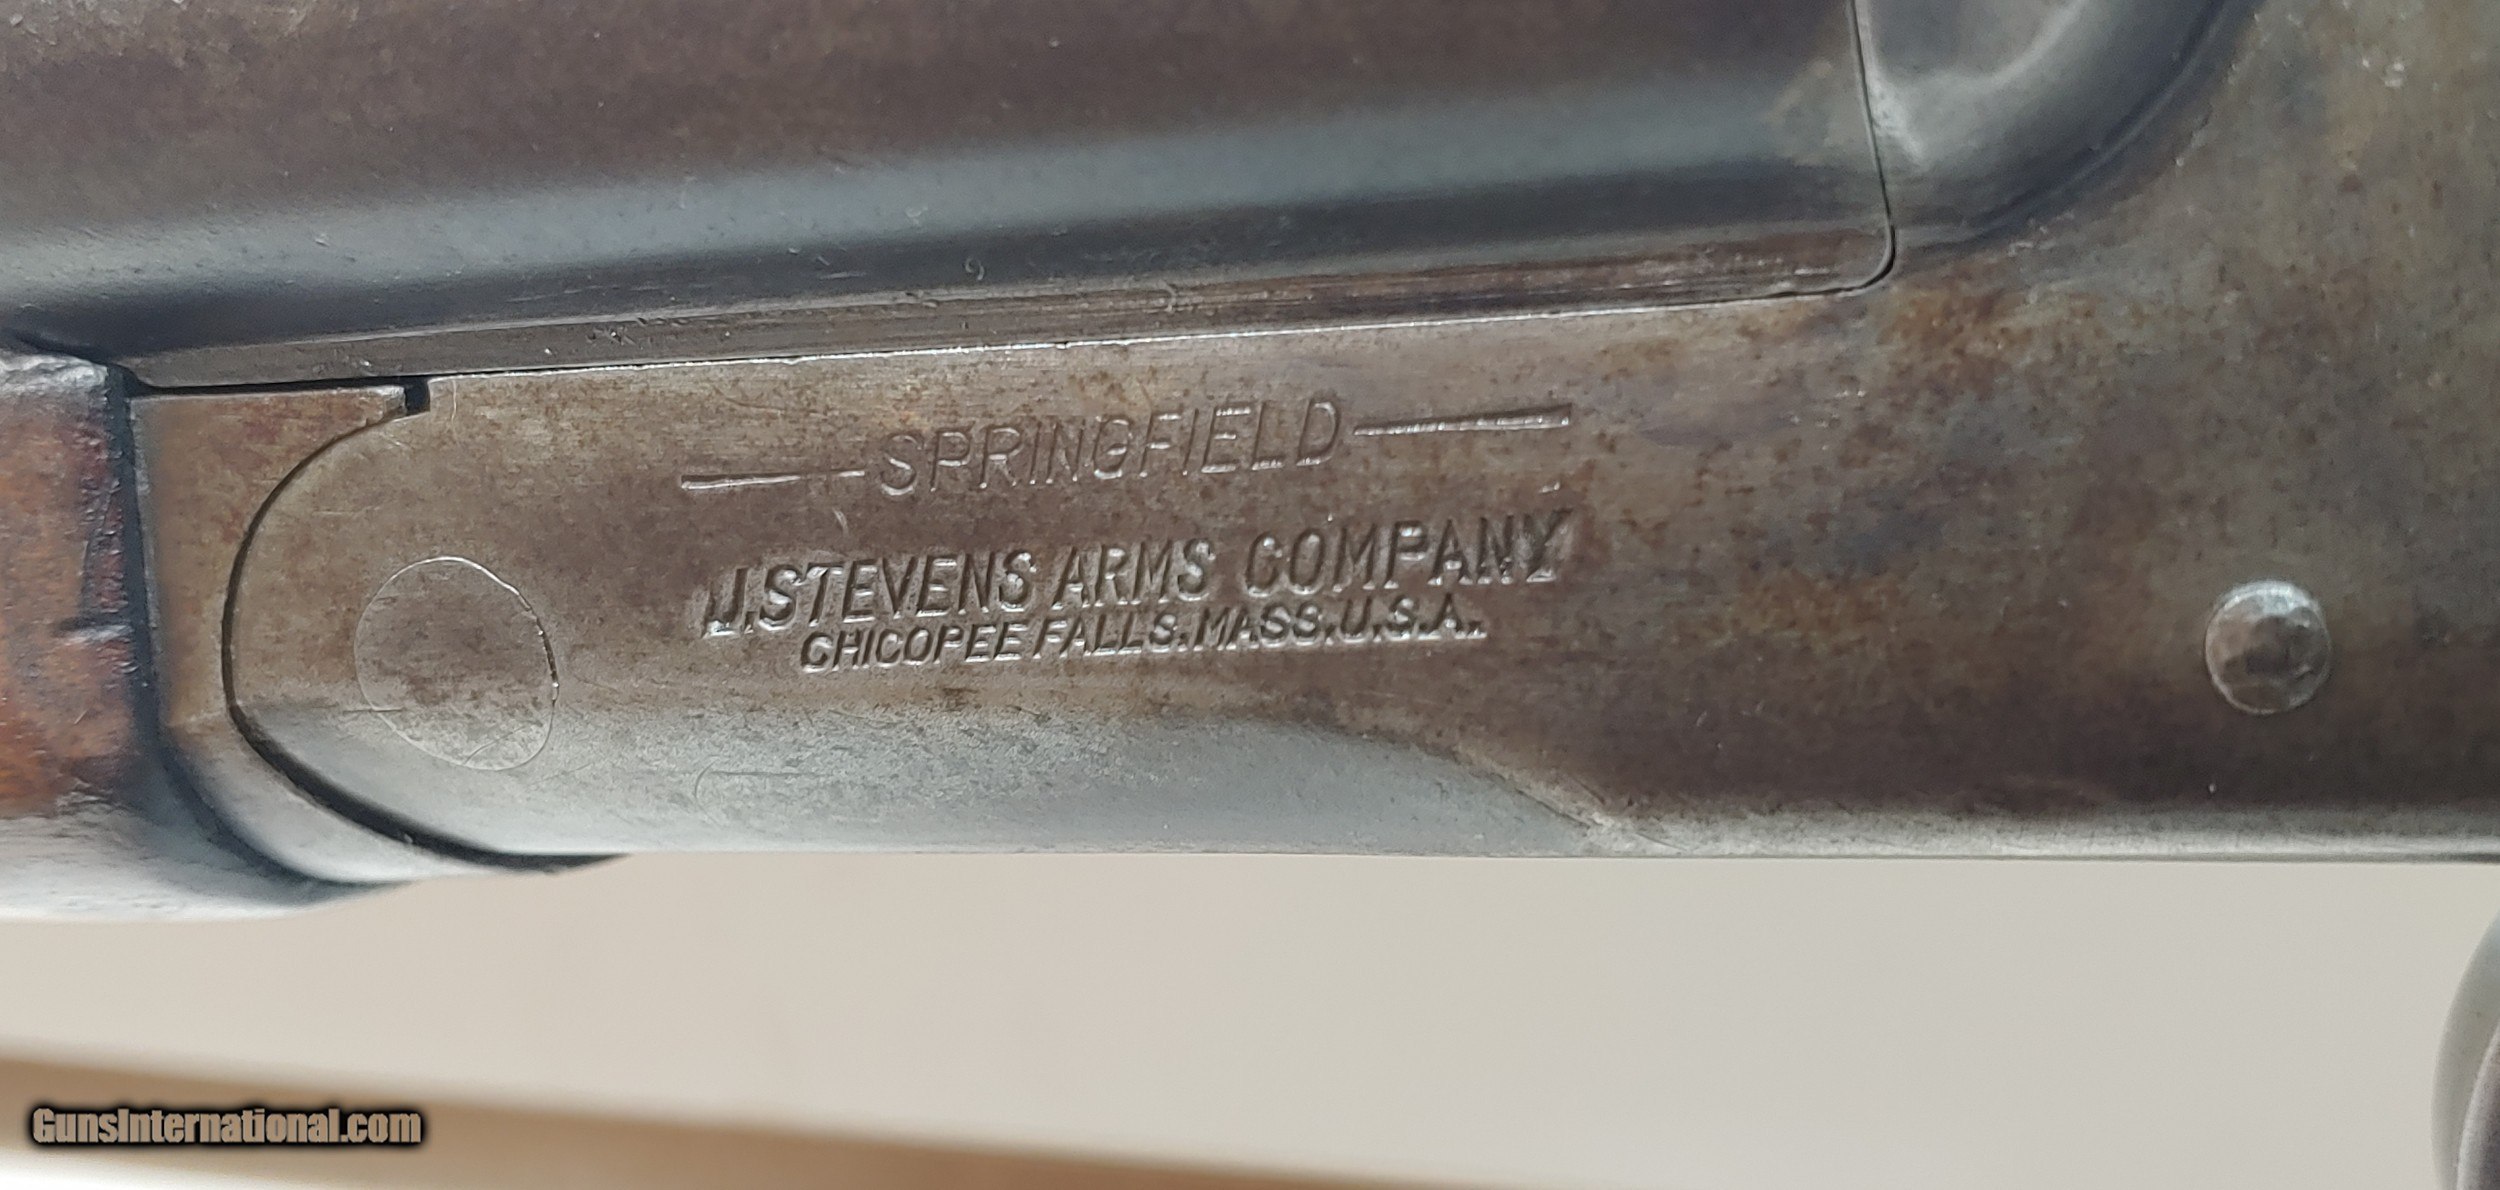 SPRINGFIELD
J. STEVENS ARMS COMPANY
CHICOPEE FALLS, MASS. U.S.A.
GunsInternational.com